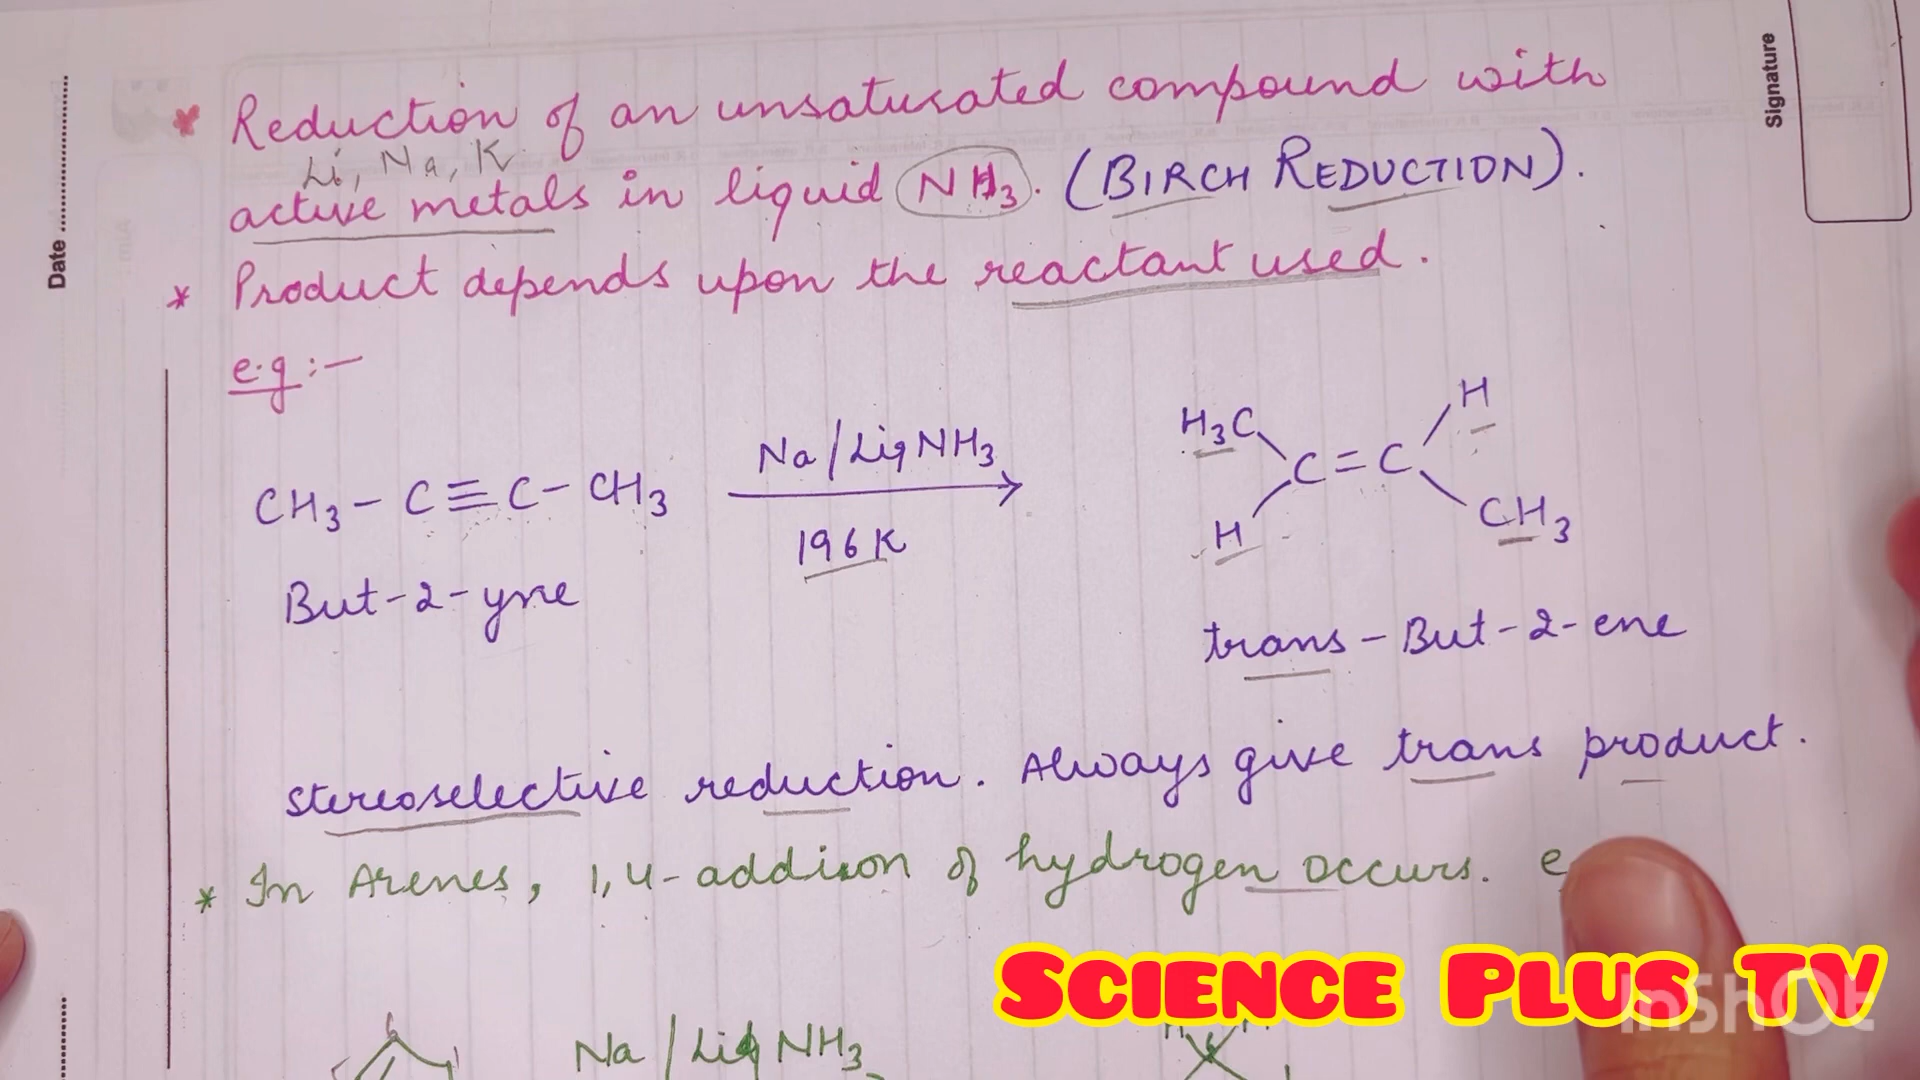 Signature
Date
* Reduction of an unsaturated compound with
Li, Na, K
active metals in liquid NH3. (BIRCH REDUCTION).
* Product depends upon the reactant used.
e.g:-
CH3 - C≡C - CH3
Na/Liq NH3
196K
H3C
H
C=C
H
CH3
But-2-yne
trans-But-2-ene
stereoselective reduction. Always give trans product.
* In Arenes, 1,4-addison of hydrogen occurs. e
SCIENCE PLUS TV
InShOt
Na/Liq NH3